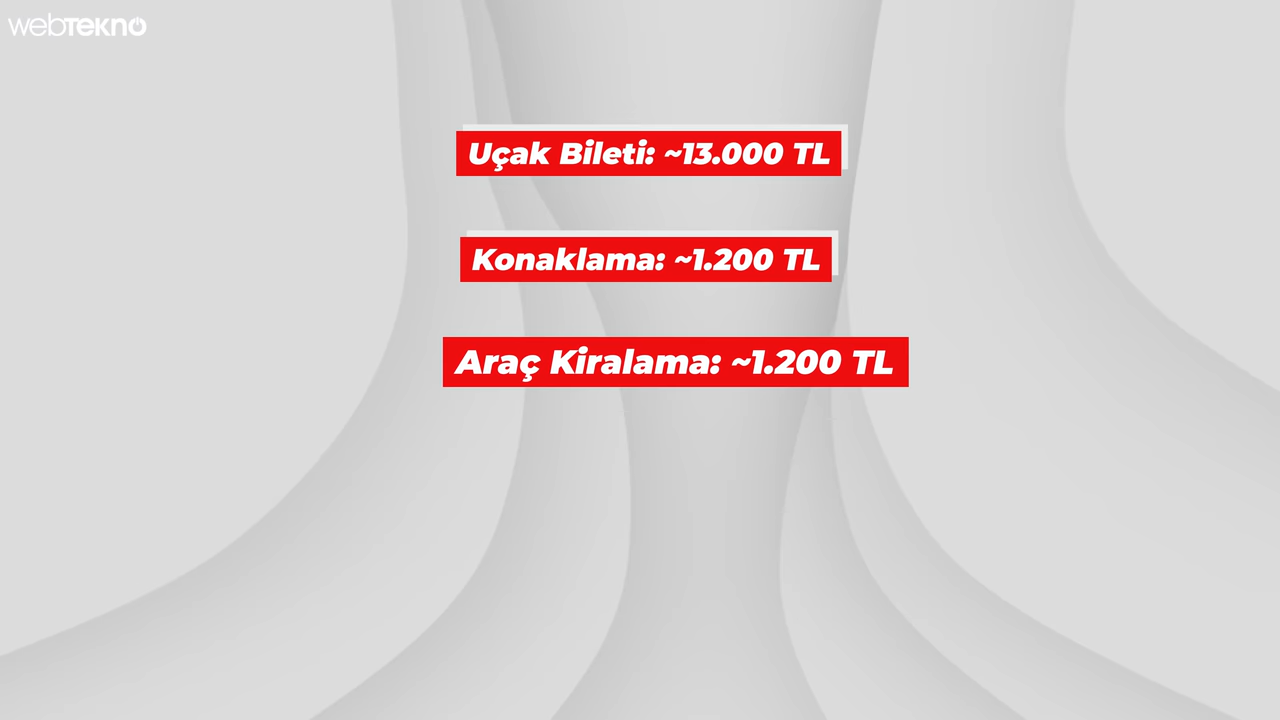 webtekno
Uçak Bileti: ~13.000 TL
Konaklama: ~1.200 TL
Araç Kiralama: ~1.200 TL